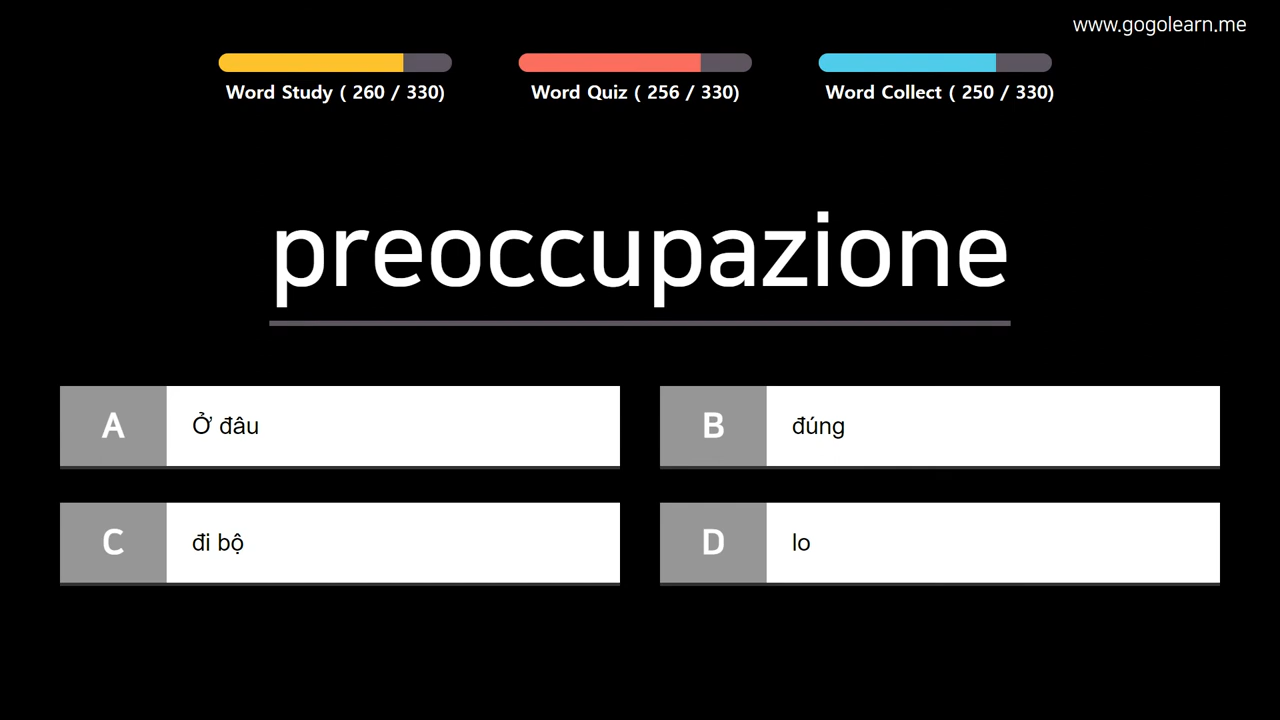 www.gogolearn.me
Word Study ( 260 / 330)
Word Quiz ( 256 / 330)
Word Collect ( 250 / 330)
preoccupazione
A Ở đâu
B đúng
C đi bộ
D lo